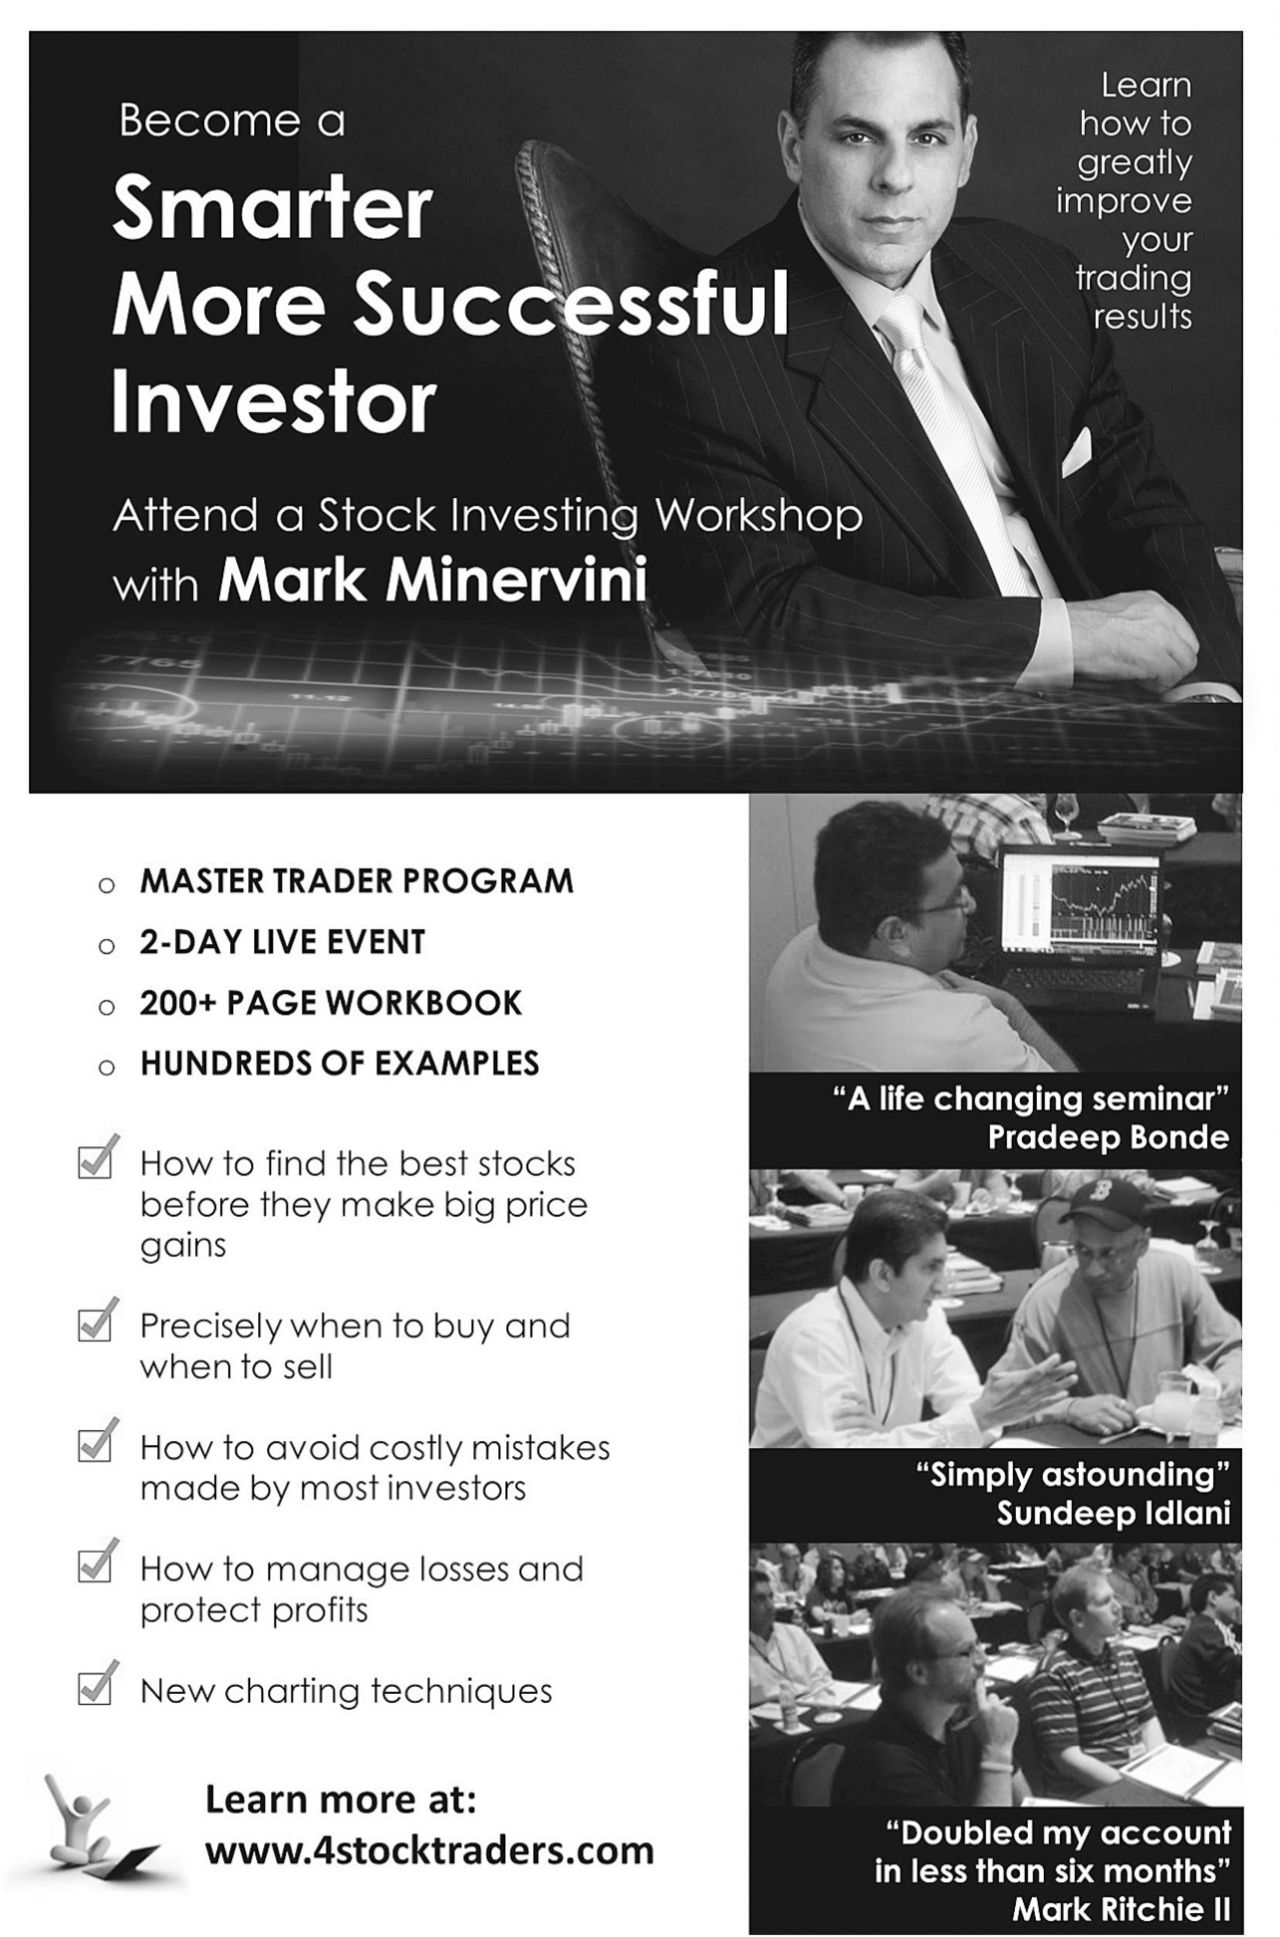 Become a
Smarter
More Successful
Investor
Attend a Stock Investing Workshop
with Mark Minervini
Learn
how to
greatly
improve
your
trading
results
MASTER TRADER PROGRAM
2-DAY LIVE EVENT
200+ PAGE WORKBOOK
HUNDREDS OF EXAMPLES
How to find the best stocks
before they make big price
gains
Precisely when to buy and
when to sell
How to avoid costly mistakes
made by most investors
How to manage losses and
protect profits
New charting techniques
Learn more at:
www.4stocktraders.com
“A life changing seminar”
Pradeep Bonde
“Simply astounding”
Sundeep Idlani
“Doubled my account
in less than six months”
Mark Ritchie II